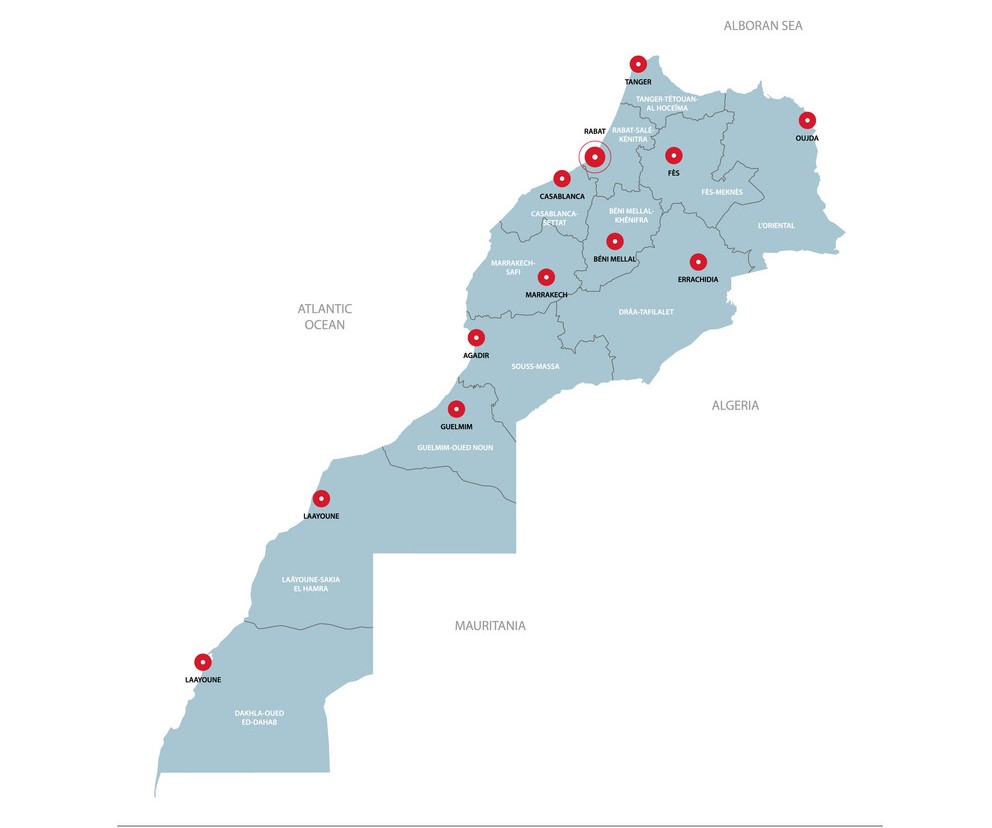 ALBORAN SEA
TANGER
TANGER-TÉTOUAN-
AL HOCEÏMA
RABAT
RABAT-SALÉ
KÉNITRA
OUJDA
FÈS
FÈS-MEKNÈS
CASABLANCA
CASABLANCA-
SETTAT
BÉNI MELLAL-
KHÉNIFRA
L'ORIENTAL
BÉNI MELLAL
MARRAKECH-
SAFI
MARRAKECH
ERRACHIDIA
DRÂA-TAFILALET
ATLANTIC
OCEAN
AGADIR
SOUSS-MASSA
ALGERIA
GUELMIM
GUELMIM-OUED NOUN
LAAYOUNE
LAÂYOUNE-SAKIA
EL HAMRA
MAURITANIA
LAAYOUNE
DAKHLA-OUED
ED-DAHAB